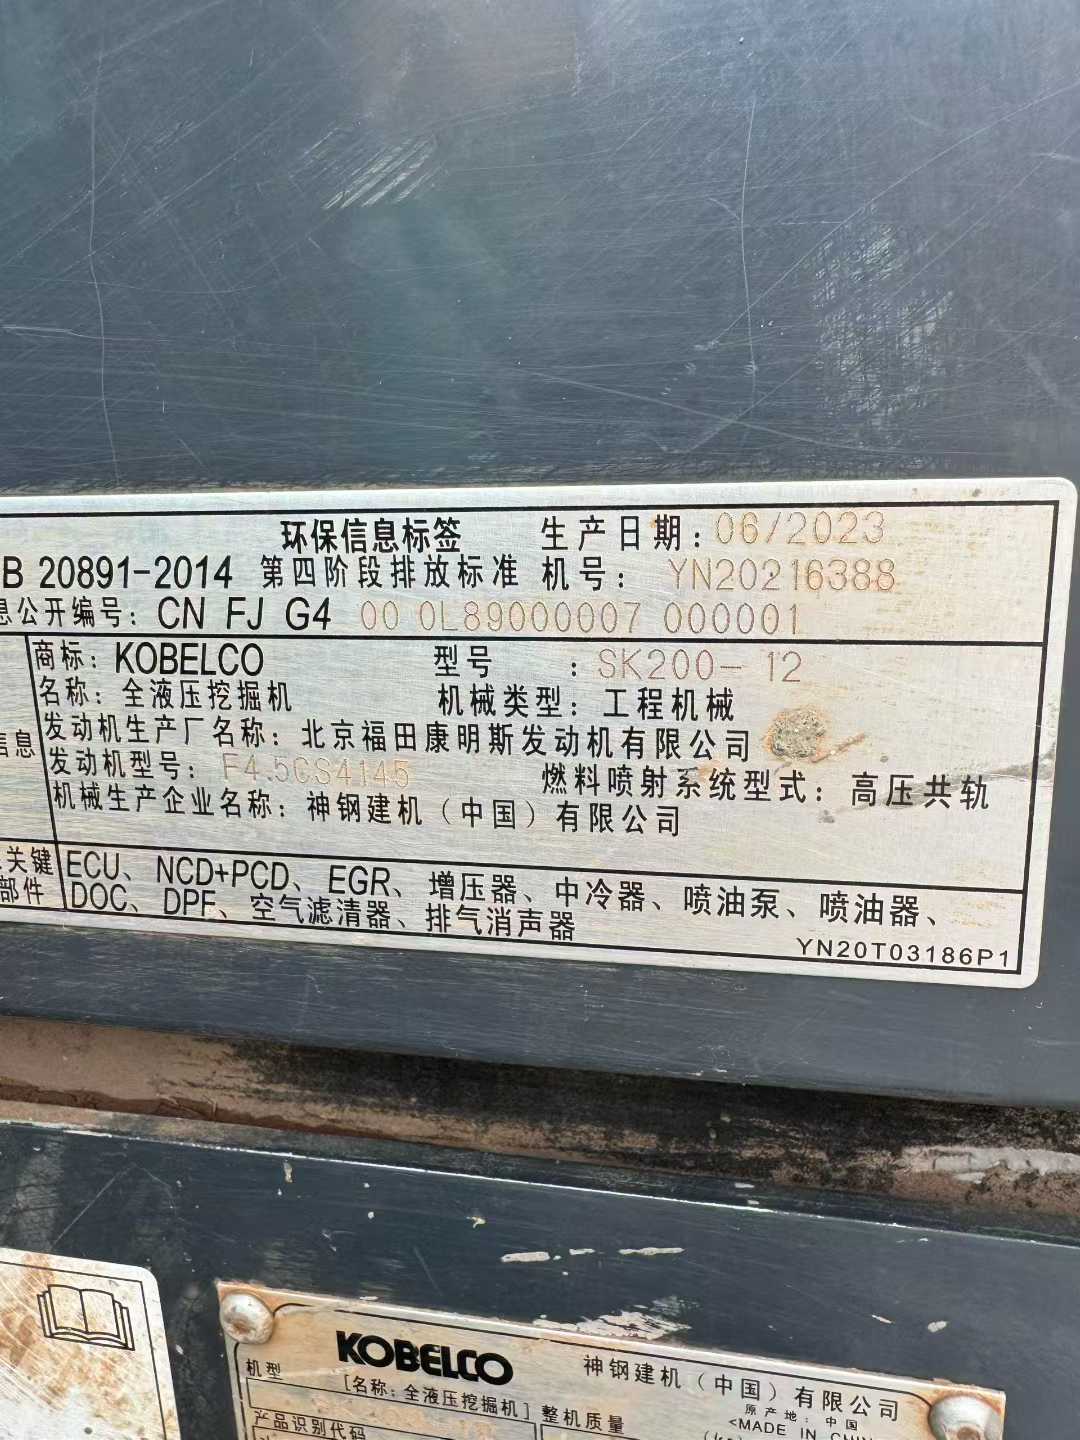 环保信息标签 生产日期：06/2023
B 20891-2014 第四阶段排放标准 机号： YN20216388
息公开编号：CN FJ G4 00 0L89000007 000001
商标：KOBELCO 型号 ：SK200-12
名称：全液压挖掘机 机械类型：工程机械
发动机生产厂名称：北京福田康明斯发动机有限公司
信息
发动机型号：F4.5CS4145 燃料喷射系统型式：高压共轨
机械生产企业名称：神钢建机（中国）有限公司
关键
部件
ECU、NCD+PCD、EGR、增压器、中冷器、喷油泵、喷油器、
DOC、DPF、空气滤清器、排气消声器
YN20T03186P1
KOBELCO 神钢建机（中国）有限公司
机型 [名称：全液压挖掘机] 整机质量 原产地：中国
<MADE IN CHIN
产品识别代码